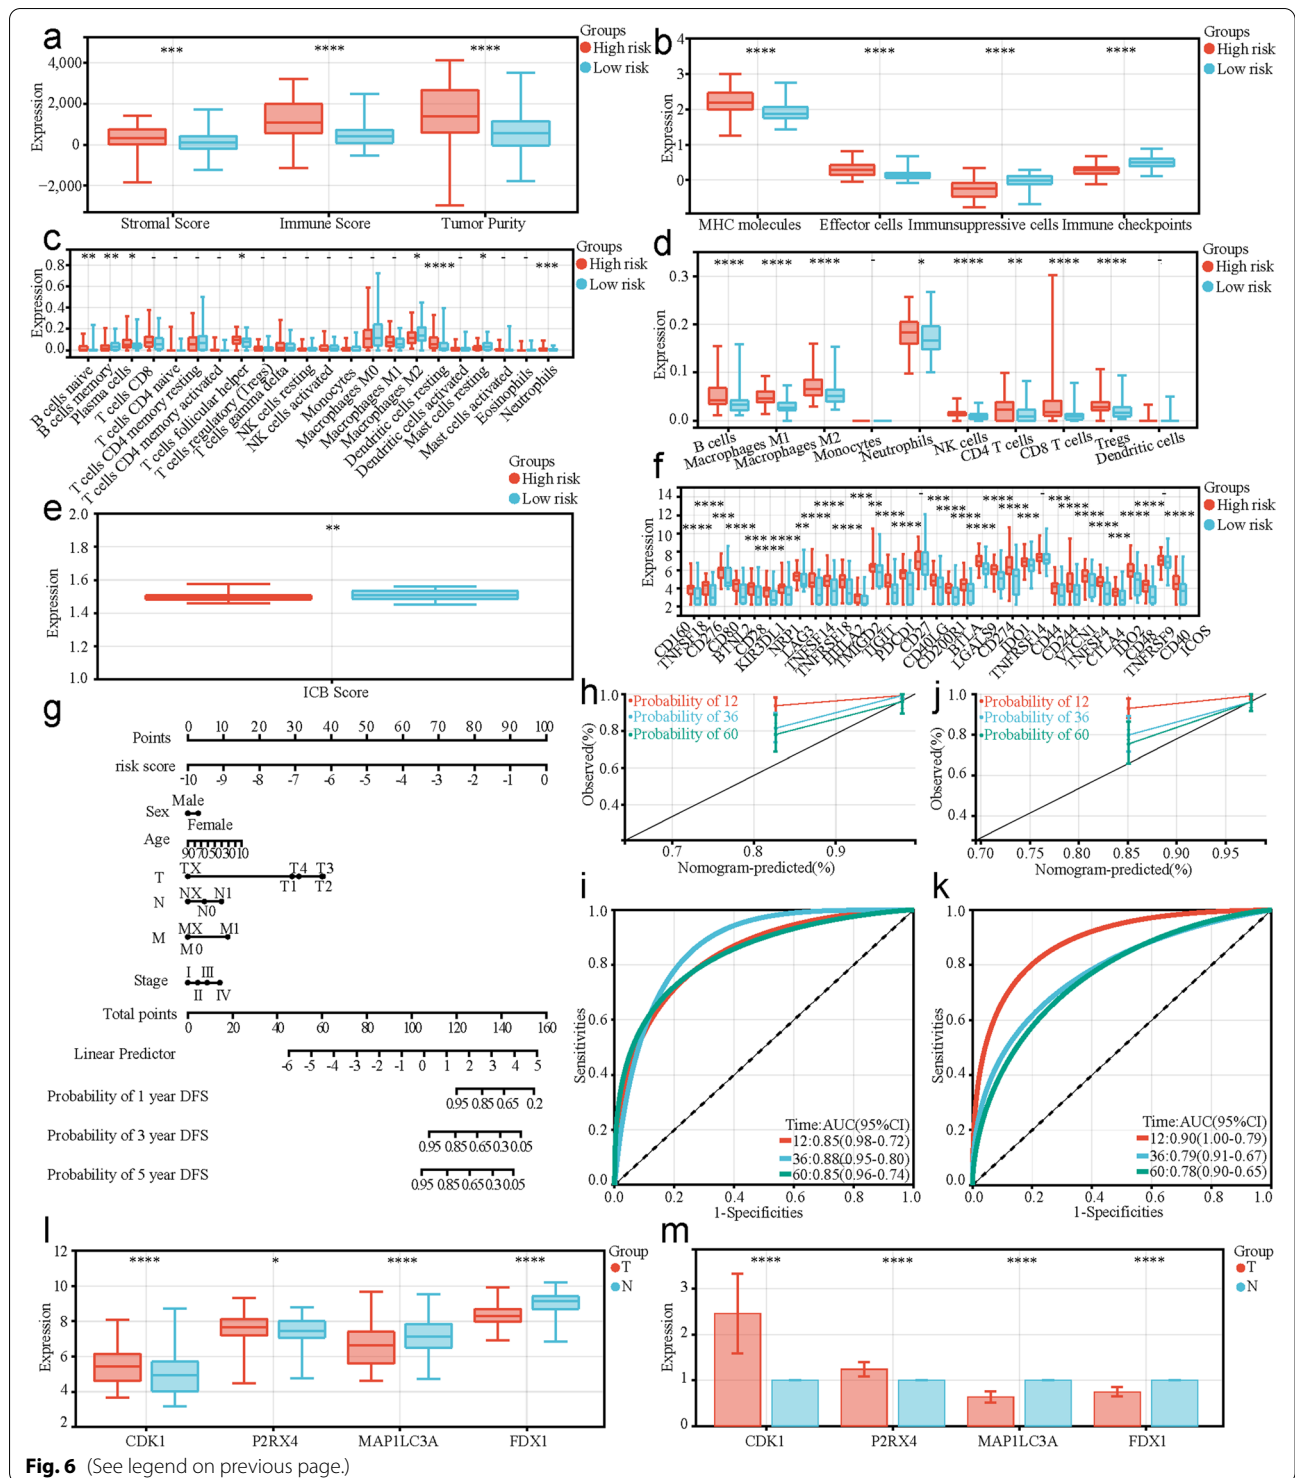 a
Groups
High risk
Low risk
*** **** ****
Expression
4,000
2,000
0
−2,000
Stromal Score Immune Score Tumor Purity
b
Groups
High risk
Low risk
**** **** **** ****
Expression
4
3
2
1
0
MHC molecules Effector cells Immunsuppressive cells Immune checkpoints
c
Groups
High risk
Low risk
** ** * - - - - * - - - - - - * **** - * - - ***
Expression
0.8
0.6
0.4
0.2
0.0
B cells naive
B cells memory
Plasma cells
T cells CD8
T cells CD4 naive
T cells CD4 memory resting
T cells CD4 memory activated
T cells follicular helper
T cells regulatory (Tregs)
T cells gamma delta
NK cells resting
NK cells activated
Monocytes
Macrophages M0
Macrophages M1
Macrophages M2
Dendritic cells resting
Dendritic cells activated
Mast cells resting
Mast cells activated
Eosinophils
Neutrophils
d
Groups
High risk
Low risk
**** **** **** - * **** ** **** **** -
Expression
0.3
0.2
0.1
0.0
B cells
Macrophages M1
Macrophages M2
Monocytes
Neutrophils
NK cells
CD4 T cells
CD8 T cells
Tregs
Dendritic cells
e
Groups
High risk
Low risk
**
Expression
2.0
1.8
1.6
1.5
1.4
1.2
1.0
ICB Score
f
Groups
High risk
Low risk
Expression
14
12
10
8
6
4
2
CD160
TNFSF18
CD276
CD80
BTNL2
CD28
KIR3DL1
NRP1
LAG3
TNFSF14
TNFRSF18
HHLA2
TMIGD2
TIGIT
PDCD1
CD27
CD40LG
CD200R1
BTLA
LGALS9
CD274
IDO1
TNFRSF14
CD44
CD244
VTCN1
TNFSF4
CTLA4
IDO2
CD48
TNFRSF9
CD40
ICOS
g
Points
0 10 20 30 40 50 60 70 80 90 100
risk score
-10 -9 -8 -7 -6 -5 -4 -3 -2 -1 0
Male
Sex
Female
Age
90 70 50 30 10
TX T4 T3
T
T1 T2
NX N1
N
N0
MX M1
M
M0
I III
Stage
II IV
Total points
0 20 40 60 80 100 120 140 160
Linear Predictor
-6 -5 -4 -3 -2 -1 0 1 2 3 4 5
Probability of 1 year DFS
0.95 0.85 0.65 0.2
Probability of 3 year DFS
0.95 0.85 0.65 0.3 0.05
Probability of 5 year DFS
0.95 0.85 0.65 0.3 0.05
h
Probability of 12
Probability of 36
Probability of 60
Observed(%)
1.0
0.8
0.6
0.4
0.7 0.8 0.9
Nomogram-predicted(%)
j
Probability of 12
Probability of 36
Probability of 60
Observed(%)
1.0
0.8
0.6
0.4
0.70 0.75 0.80 0.85 0.90 0.95
Nomogram-predicted(%)
i
Sensitivities
1.0
0.8
0.6
0.4
0.2
0.0
Time:AUC(95%CI)
12:0.85(0.98-0.72)
36:0.88(0.95-0.80)
60:0.85(0.96-0.74)
0.0 0.2 0.4 0.6 0.8 1.0
1-Specificities
k
Sensitivities
1.0
0.8
0.6
0.4
0.2
0.0
Time:AUC(95%CI)
12:0.90(1.00-0.79)
36:0.79(0.91-0.67)
60:0.78(0.90-0.65)
0.0 0.2 0.4 0.6 0.8 1.0
1-Specificities
l
Group
T
N
**** * **** ****
Expression
12
10
8
6
4
2
CDK1 P2RX4 MAP1LC3A FDX1
m
Group
T
N
**** **** **** ****
Expression
3
2
1
0
CDK1 P2RX4 MAP1LC3A FDX1
Fig. 6 (See legend on previous page.)